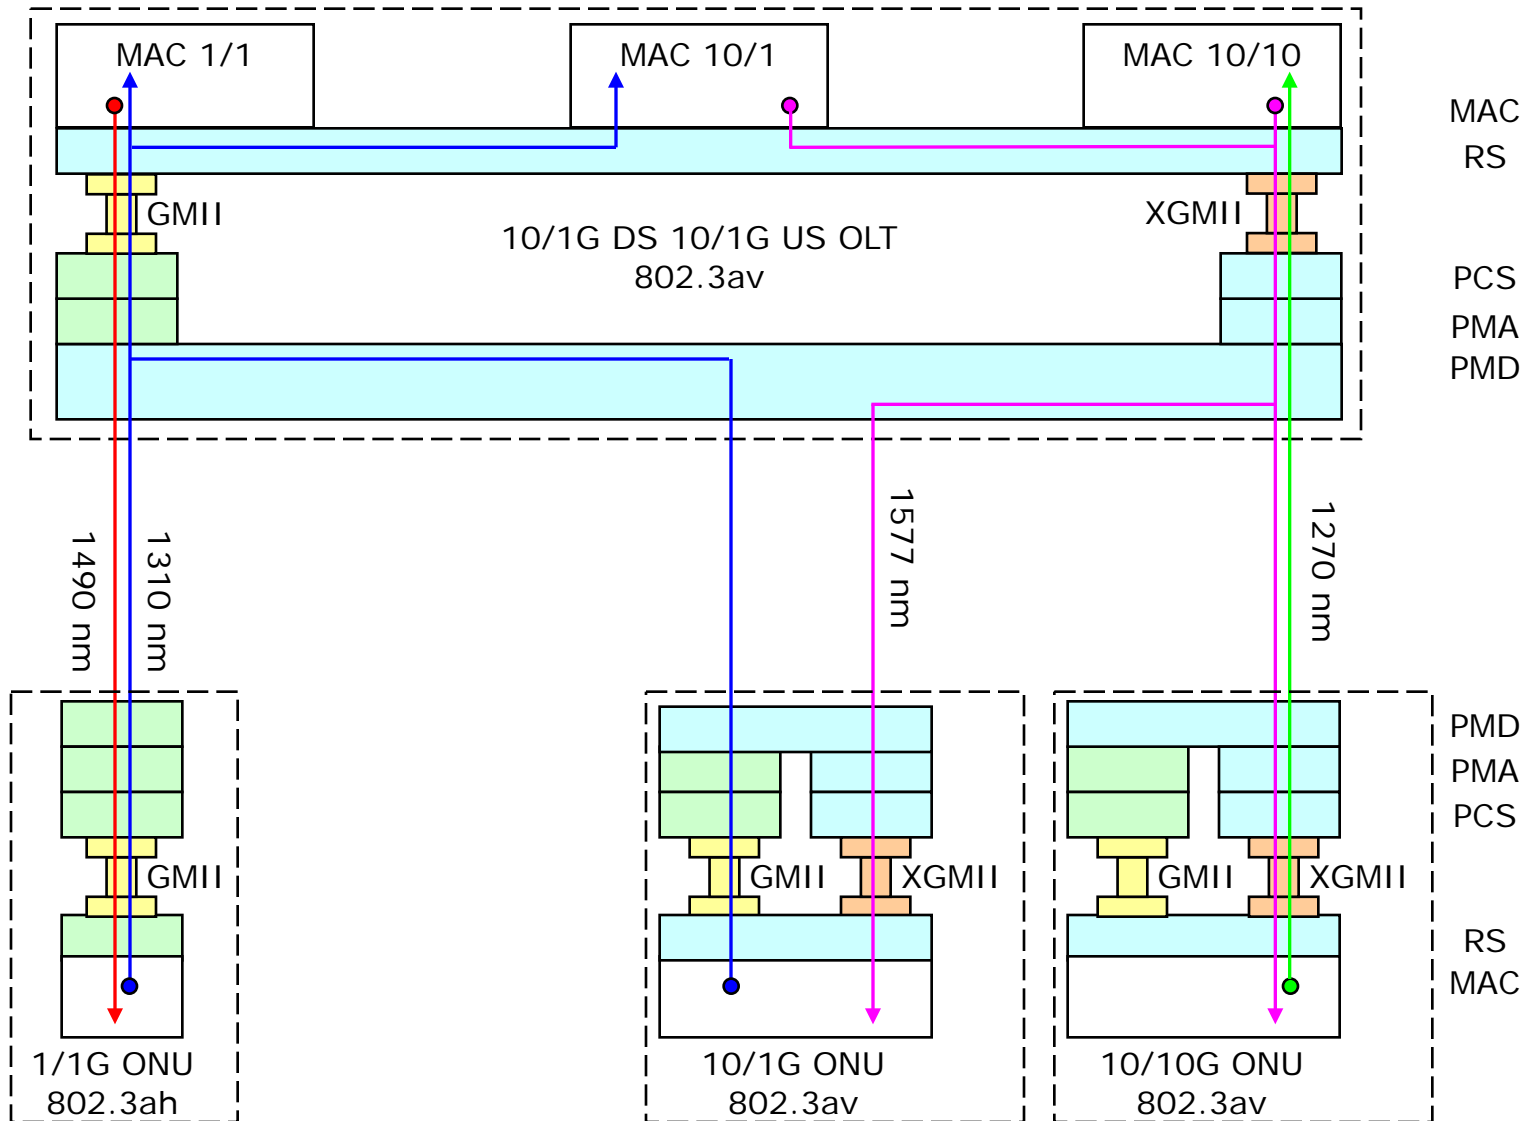 MAC 1/1
MAC 10/1
MAC 10/10
MAC
RS
GMII
XGMII
10/1G DS 10/1G US OLT
802.3av
PCS
PMA
PMD
1490 nm
1310 nm
1577 nm
1270 nm
PMD
PMA
PCS
GMII
GMII
XGMII
GMII
XGMII
RS
MAC
1/1G ONU
802.3ah
10/1G ONU
802.3av
10/10G ONU
802.3av